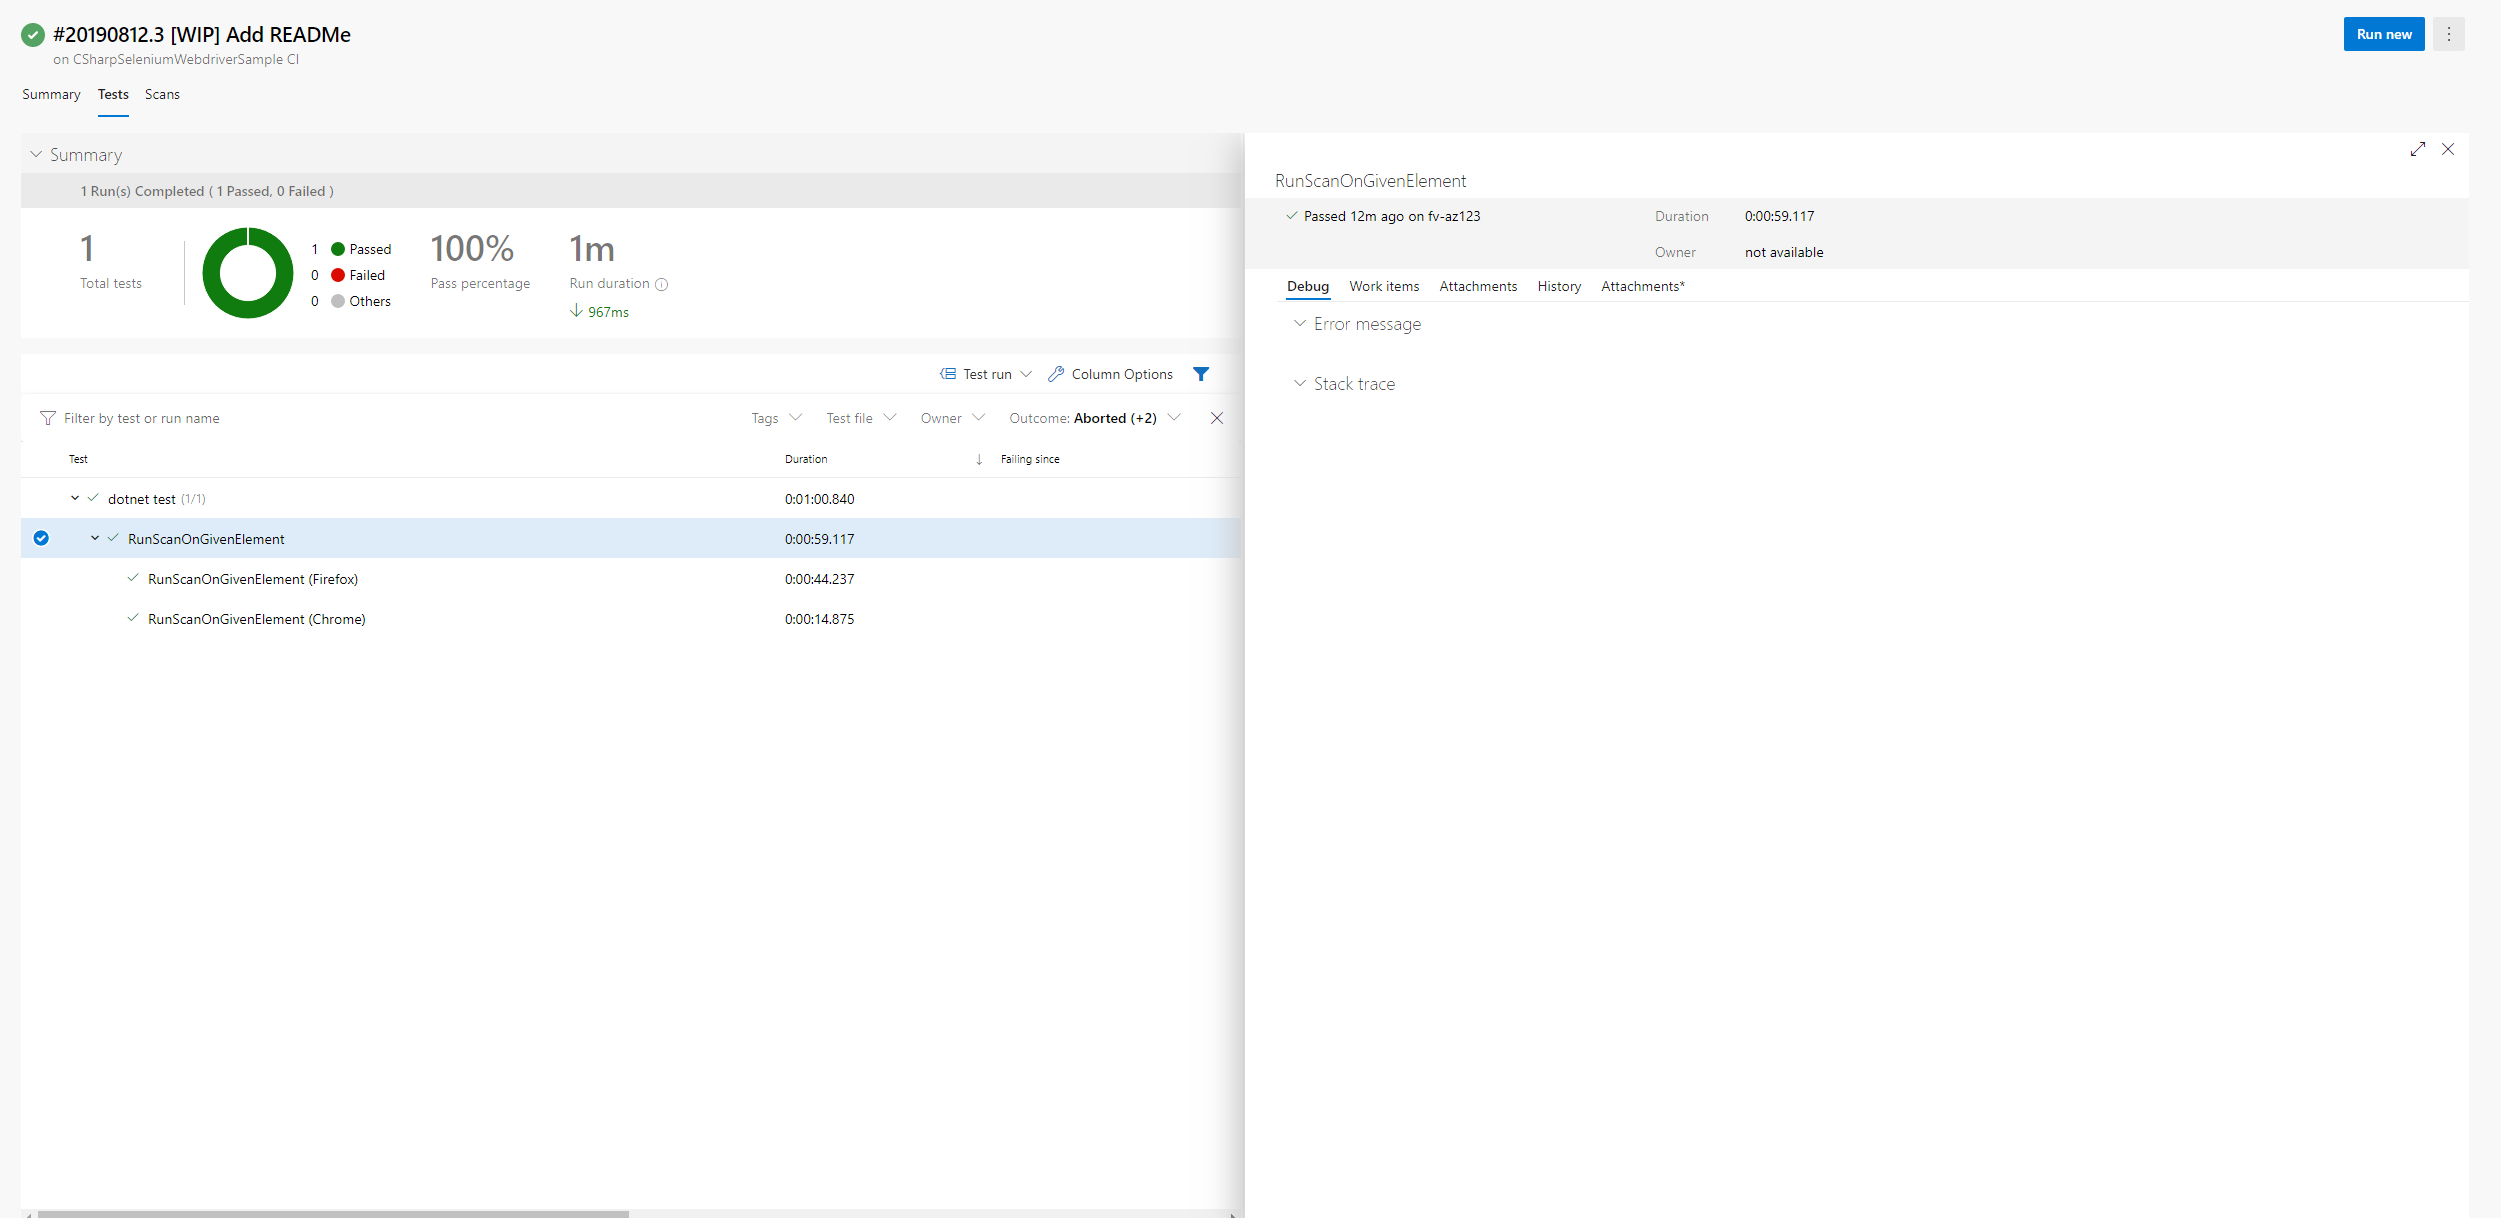 #20190812.3 [WIP] Add READMe
on CSharpSeleniumWebdriverSample CI
Run new
Summary Tests Scans
Summary
1 Run(s) Completed ( 1 Passed, 0 Failed )
1
Total tests
1 Passed
0 Failed
0 Others
100%
Pass percentage
1m
Run duration
967ms
Test run Column Options
Filter by test or run name Tags Test file Owner Outcome: Aborted (+2)
Test Duration Failing since
dotnet test (1/1) 0:01:00.840
RunScanOnGivenElement 0:00:59.117
RunScanOnGivenElement (Firefox) 0:00:44.237
RunScanOnGivenElement (Chrome) 0:00:14.875
RunScanOnGivenElement
Passed 12m ago on fv-az123 Duration 0:00:59.117
Owner not available
Debug Work items Attachments History Attachments*
Error message
Stack trace